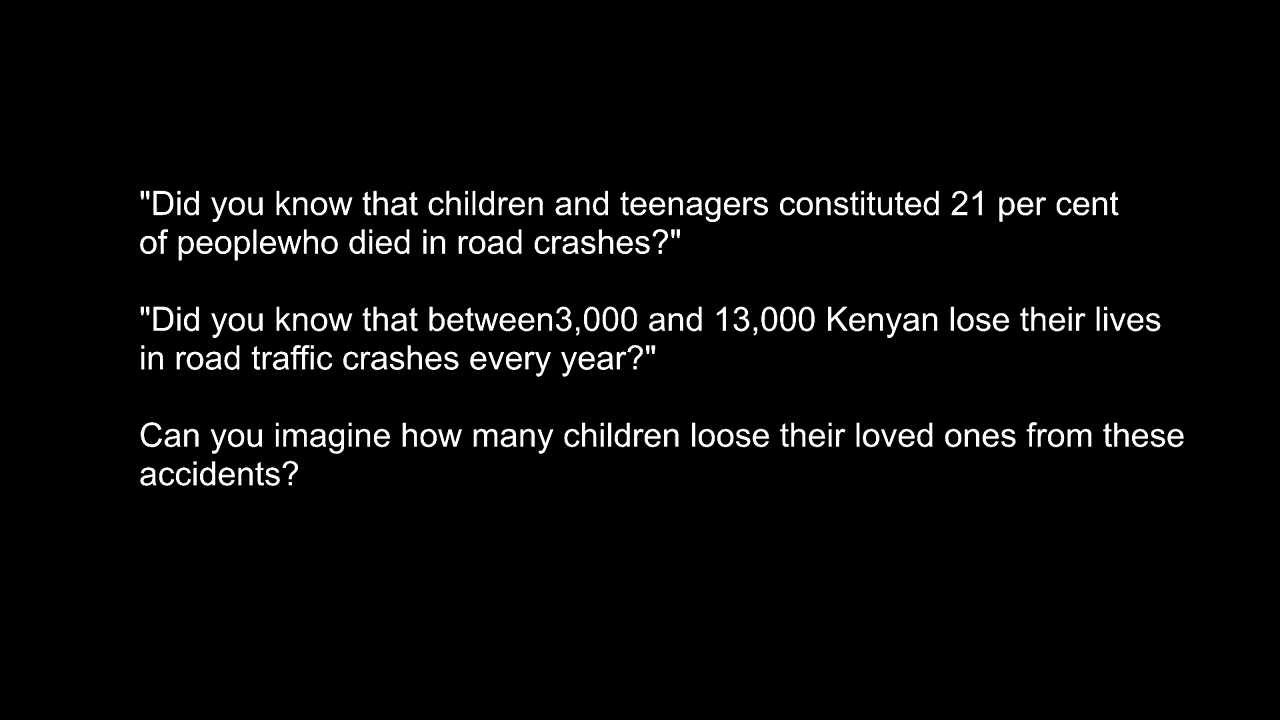 "Did you know that children and teenagers constituted 21 per cent
of peoplewho died in road crashes?"
"Did you know that between3,000 and 13,000 Kenyan lose their lives
in road traffic crashes every year?"
Can you imagine how many children loose their loved ones from these
accidents?